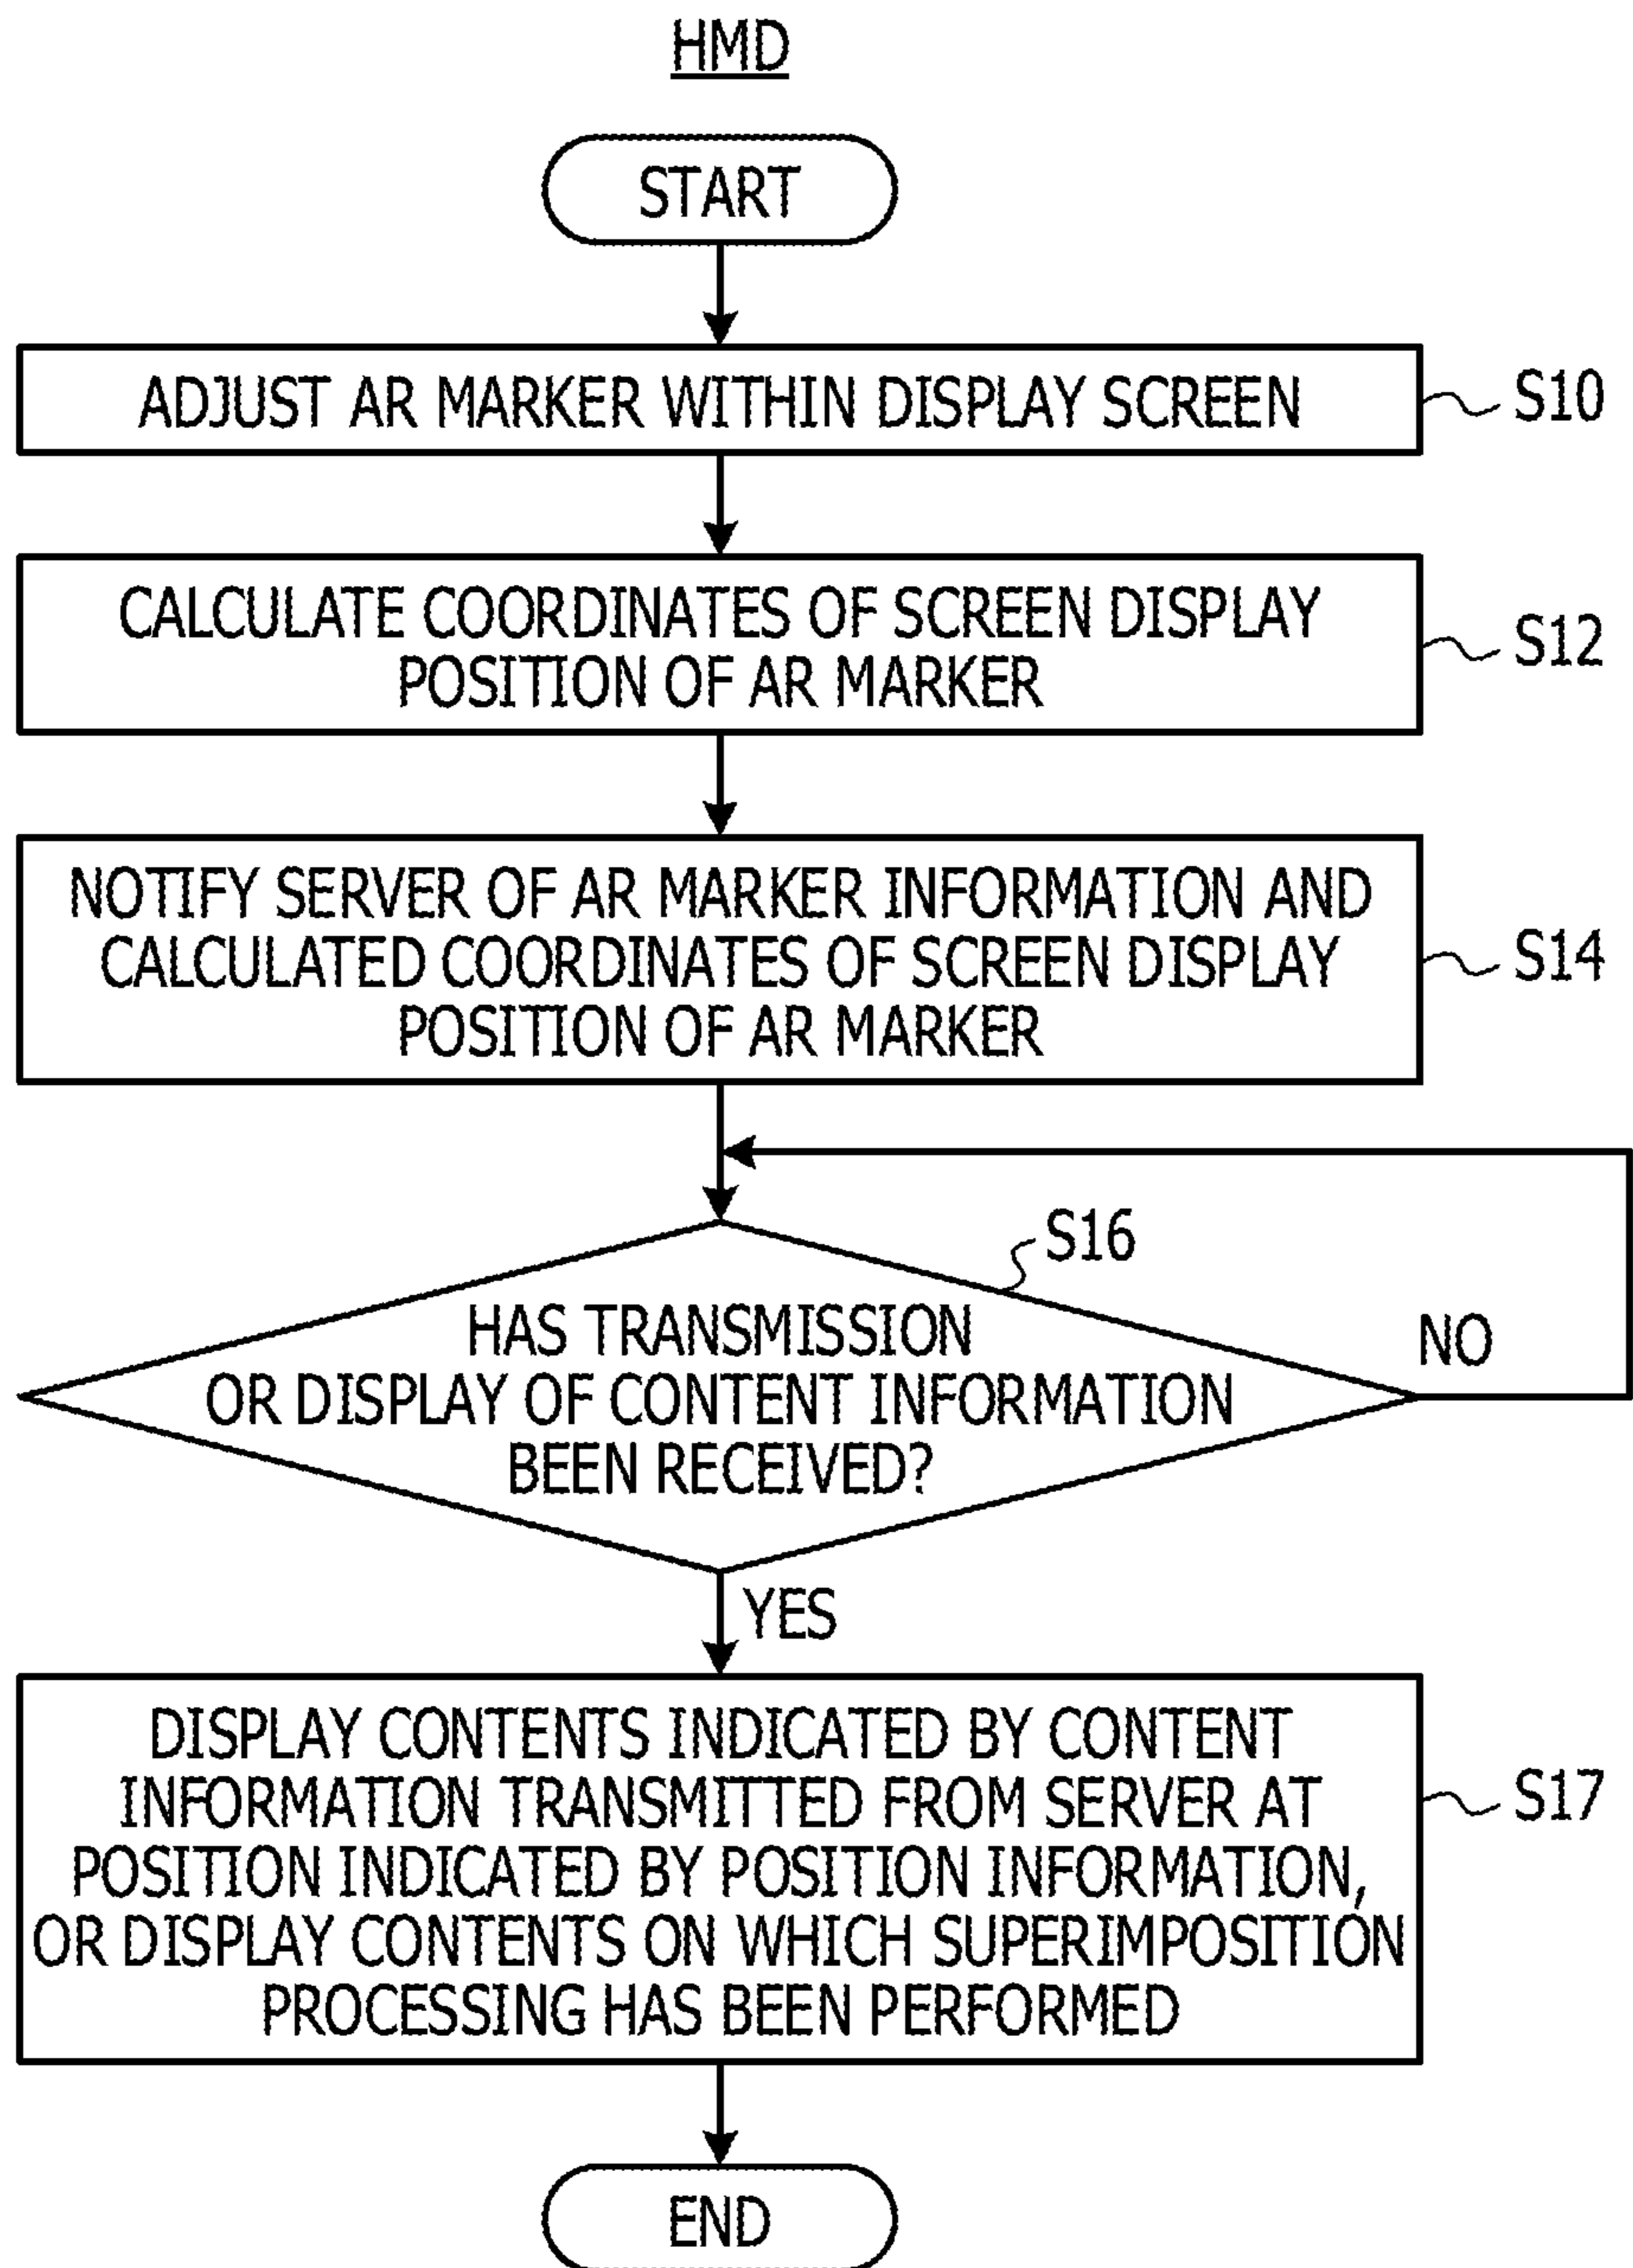 HMD
START
ADJUST AR MARKER WITHIN DISPLAY SCREEN
S10
CALCULATE COORDINATES OF SCREEN DISPLAY
POSITION OF AR MARKER
S12
NOTIFY SERVER OF AR MARKER INFORMATION AND
CALCULATED COORDINATES OF SCREEN DISPLAY
POSITION OF AR MARKER
S14
S16
HAS TRANSMISSION
OR DISPLAY OF CONTENT INFORMATION
BEEN RECEIVED?
NO
YES
DISPLAY CONTENTS INDICATED BY CONTENT
INFORMATION TRANSMITTED FROM SERVER AT
POSITION INDICATED BY POSITION INFORMATION,
OR DISPLAY CONTENTS ON WHICH SUPERIMPOSITION
PROCESSING HAS BEEN PERFORMED
S17
END